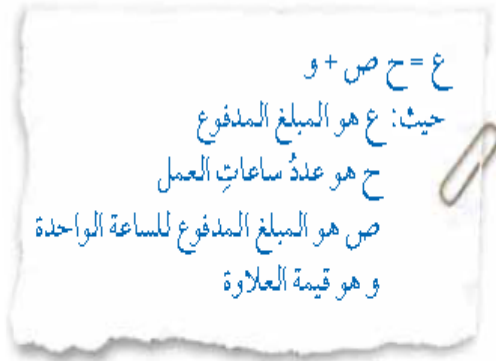 ع = ح ص + و
حيث: ع هو المبلغ المدفوع
ح هو عددُ ساعاتِ العمل
ص هو المبلغ المدفوع للساعة الواحدة
و هو قيمة العلاوة